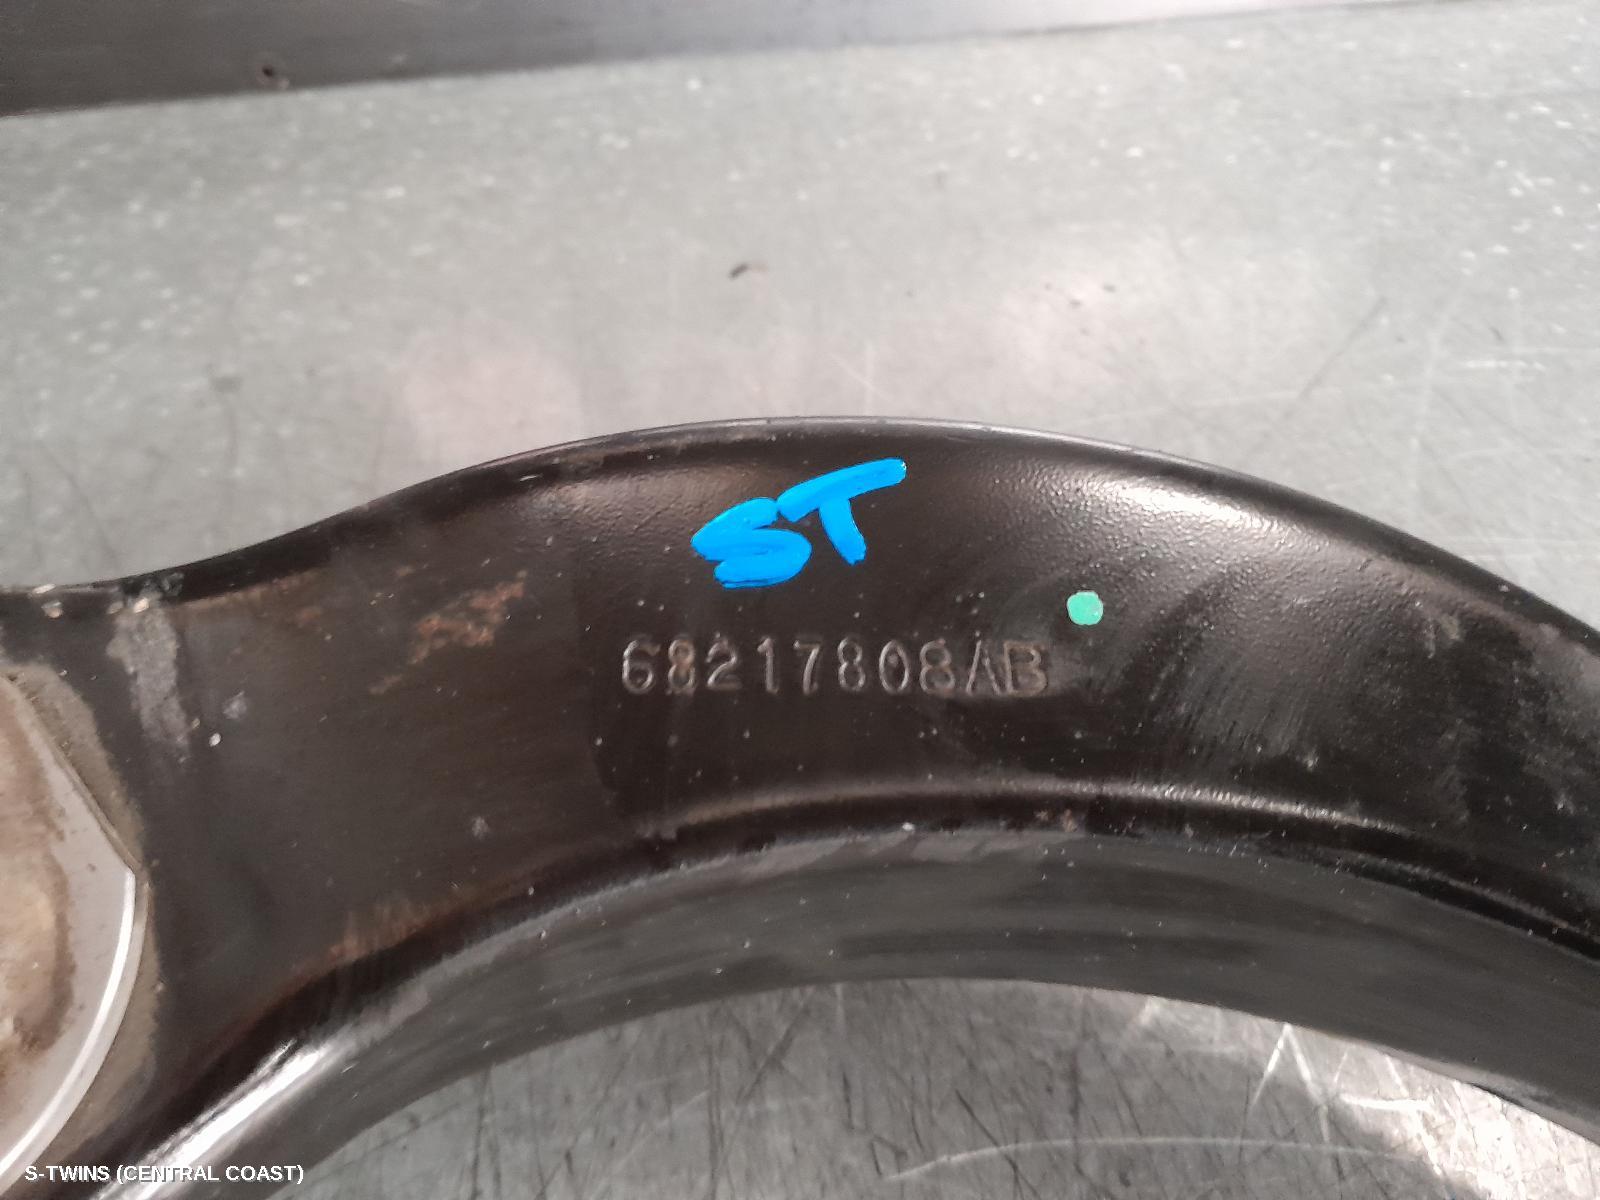 ST
68217808AB
S-TWINS (CENTRAL COAST)